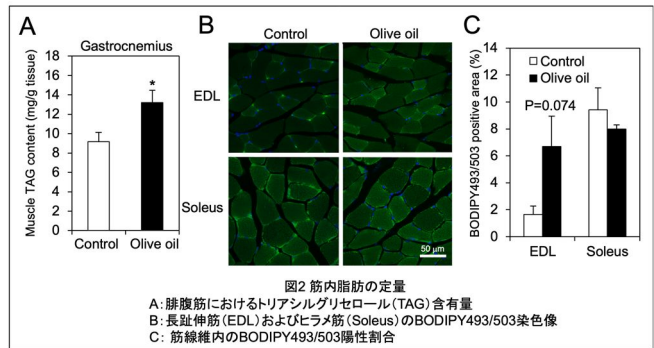 A
Gastrocnemius
Muscle TAG content (mg/g tissue)
18
16
14
12
10
8
6
4
2
0
*
Control
Olive oil
B
Control
Olive oil
EDL
Soleus
50 μm
C
BODIPY493/503 positive area (%)
14
12
10
8
6
4
2
0
Control
Olive oil
P=0.074
EDL
Soleus
図2 筋内脂肪の定量
A:腓腹筋におけるトリアシルグリセロール(TAG)含有量
B:長趾伸筋(EDL)およびヒラメ筋(Soleus)のBODIPY493/503染色像
C: 筋線維内のBODIPY493/503陽性割合